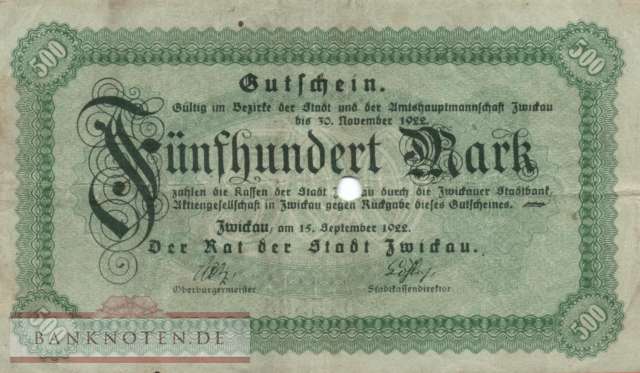 500 500
Gutschein.
Gültig im Bezirke der Stadt und der Amtshauptmannschaft Zwickau
bis 30. November 1922.
Fünfhundert Mark
zahlen die Kassen der Stadt durch die Zwickauer Stadtbank
Aktiengesellschaft in Zwickau gegen Rückgabe dieses Gutscheines.
Zwickau, am 15. September 1922.
Der Rat der Stadt Zwickau.
Oberbürgermeister Stadtkassendirektor
500 500
BANKNOTEN.DE